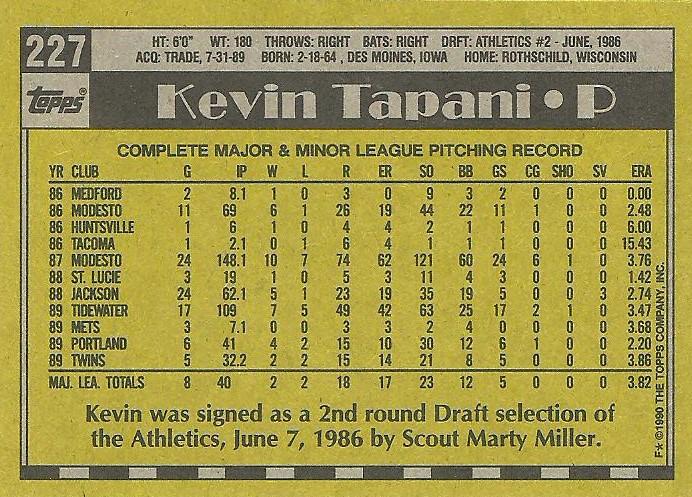 227
HT: 6'0" WT: 180 THROWS: RIGHT BATS: RIGHT DRFT: ATHLETICS #2 - JUNE, 1986
ACQ: TRADE, 7-31-89 BORN: 2-18-64 , DES MOINES, IOWA HOME: ROTHSCHILD, WISCONSIN
Topps®
Kevin Tapani • P
COMPLETE MAJOR & MINOR LEAGUE PITCHING RECORD
YR CLUB G IP W L R ER SO BB GS CG SHO SV ERA
86 MEDFORD 2 8.1 1 0 3 0 9 3 2 0 0 0 0.00
86 MODESTO 11 69 6 1 26 19 44 22 11 1 0 0 2.48
86 HUNTSVILLE 1 6 1 0 4 4 2 1 1 0 0 0 6.00
86 TACOMA 1 2.1 0 1 6 4 1 1 1 0 0 0 15.43
87 MODESTO 24 148.1 10 7 74 62 121 60 24 6 1 0 3.76
88 ST. LUCIE 3 19 1 0 5 3 11 4 3 0 0 0 1.42
88 JACKSON 24 62.1 5 1 23 19 35 19 5 0 0 3 2.74
89 TIDEWATER 17 109 7 5 49 42 63 25 17 2 1 0 3.47
89 METS 3 7.1 0 0 3 3 2 4 0 0 0 0 3.68
89 PORTLAND 6 41 4 2 15 10 30 12 6 1 0 0 2.20
89 TWINS 5 32.2 2 2 15 14 21 8 5 0 0 0 3.86
MAJ. LEA. TOTALS 8 40 2 2 18 17 23 12 5 0 0 0 3.82
Kevin was signed as a 2nd round Draft selection of
the Athletics, June 7, 1986 by Scout Marty Miller.
F★ ©1990 THE TOPPS COMPANY, INC.